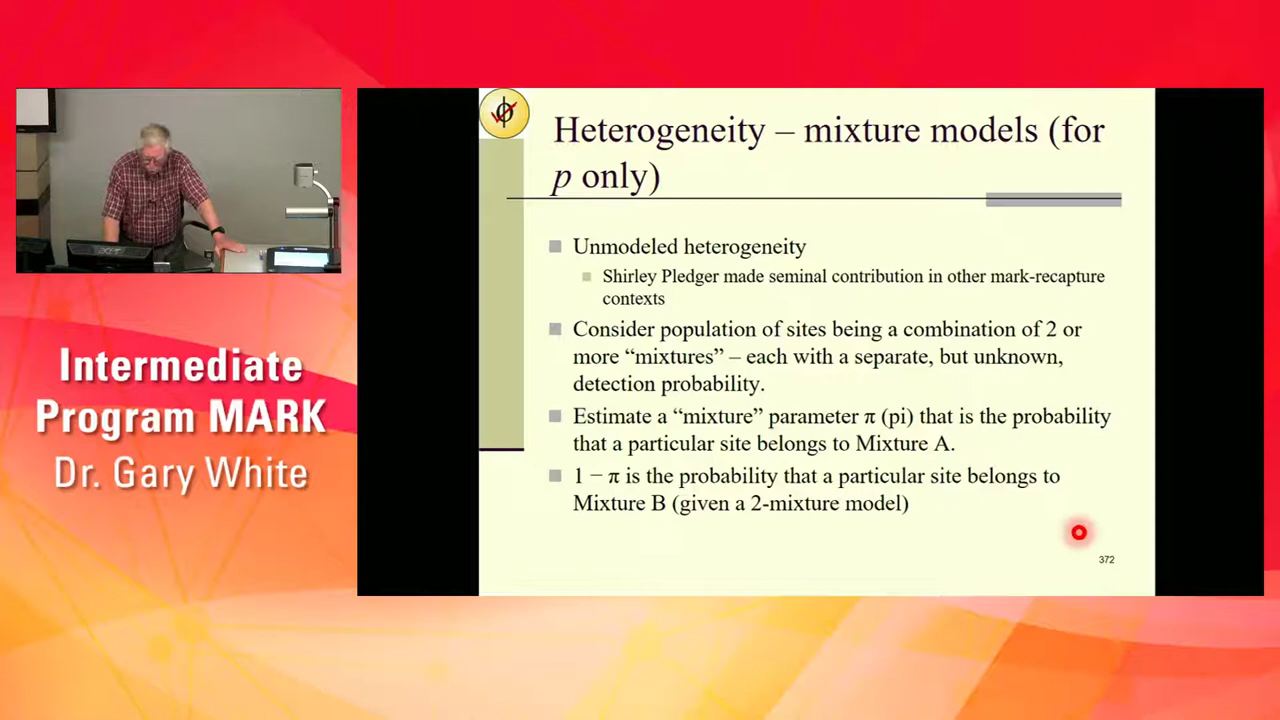 Heterogeneity – mixture models (for
p only)
Unmodeled heterogeneity
Shirley Pledger made seminal contribution in other mark-recapture
contexts
Consider population of sites being a combination of 2 or
more “mixtures” – each with a separate, but unknown,
detection probability.
Estimate a “mixture” parameter π (pi) that is the probability
that a particular site belongs to Mixture A.
1 − π is the probability that a particular site belongs to
Mixture B (given a 2-mixture model)
372
Intermediate
Program MARK
Dr. Gary White